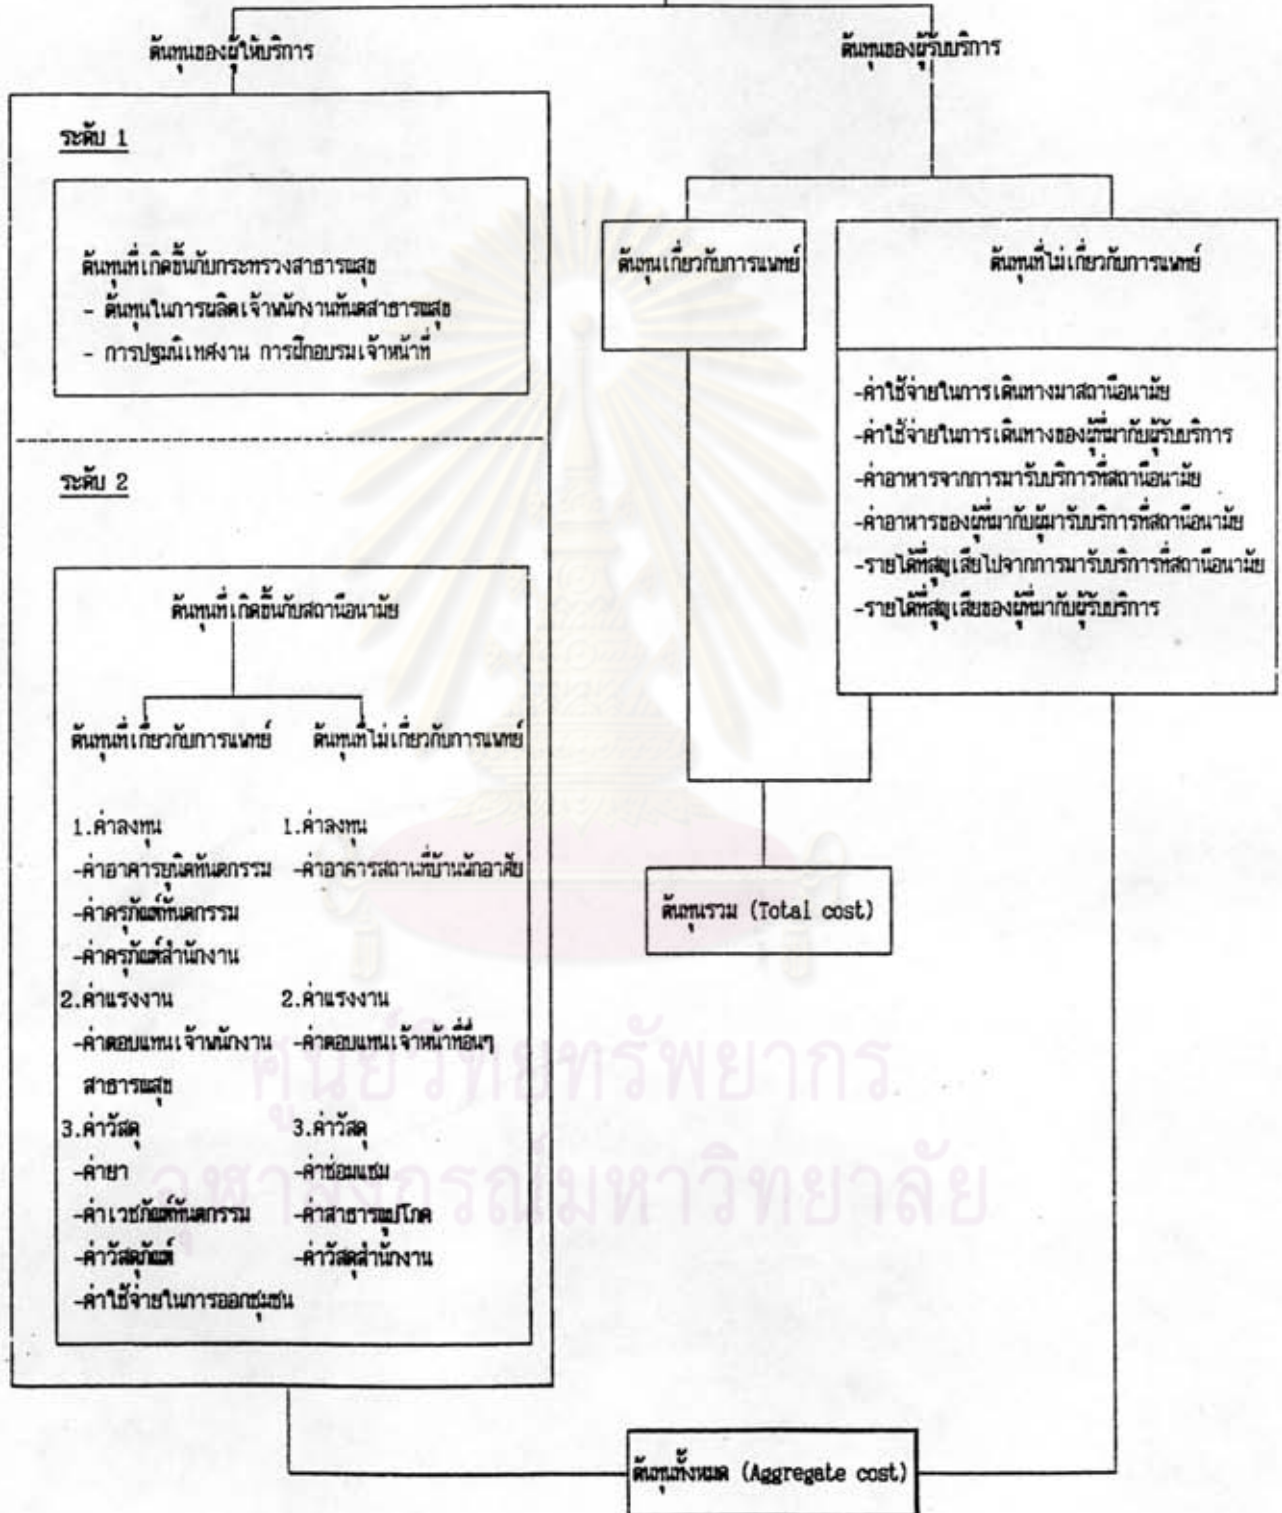 ต้นทุนของผู้ให้บริการ
ต้นทุนของผู้รับบริการ
ระดับ 1
ต้นทุนที่เกิดขึ้นกับกระทรวงสาธารณสุข
- ต้นทุนในการผลิตเจ้าพนักงานทันตสาธารณสุข
- การปฐมนิเทศงาน การฝึกอบรมเจ้าหน้าที่
ระดับ 2
ต้นทุนที่เกิดขึ้นกับสถานีอนามัย
ต้นทุนที่เกี่ยวกับการแพทย์
1.ค่าลงทุน
-ค่าอาคารยูนิตทันตกรรม
-ค่าครุภัณฑ์ทันตกรรม
-ค่าครุภัณฑ์สำนักงาน
2.ค่าแรงงาน
-ค่าตอบแทนเจ้าพนักงาน
สาธารณสุข
3.ค่าวัสดุ
-ค่ายา
-ค่าเวชภัณฑ์ทันตกรรม
-ค่าวัสดุภัณฑ์
-ค่าใช้จ่ายในการออกชุมชน
ต้นทุนที่ไม่เกี่ยวกับการแพทย์
1.ค่าลงทุน
-ค่าอาคารสถานที่บ้านพักอาศัย
2.ค่าแรงงาน
-ค่าตอบแทนเจ้าหน้าที่อื่นๆ
3.ค่าวัสดุ
-ค่าซ่อมแซม
-ค่าสาธารณูปโภค
-ค่าวัสดุสำนักงาน
ต้นทุนเกี่ยวกับการแพทย์
ต้นทุนที่ไม่เกี่ยวกับการแพทย์
-ค่าใช้จ่ายในการเดินทางมาสถานีอนามัย
-ค่าใช้จ่ายในการเดินทางของผู้ที่มากับผู้รับบริการ
-ค่าอาหารจากการมารับบริการที่สถานีอนามัย
-ค่าอาหารของผู้ที่มากับผู้มารับบริการที่สถานีอนามัย
-รายได้ที่สูญเสียไปจากการมารับบริการที่สถานีอนามัย
-รายได้ที่สูญเสียของผู้ที่มากับผู้รับบริการ
ต้นทุนรวม (Total cost)
ต้นทุนทั้งหมด (Aggregate cost)
ศูนย์วิทยทรัพยากร
จุฬาลงกรณ์มหาวิทยาลัย